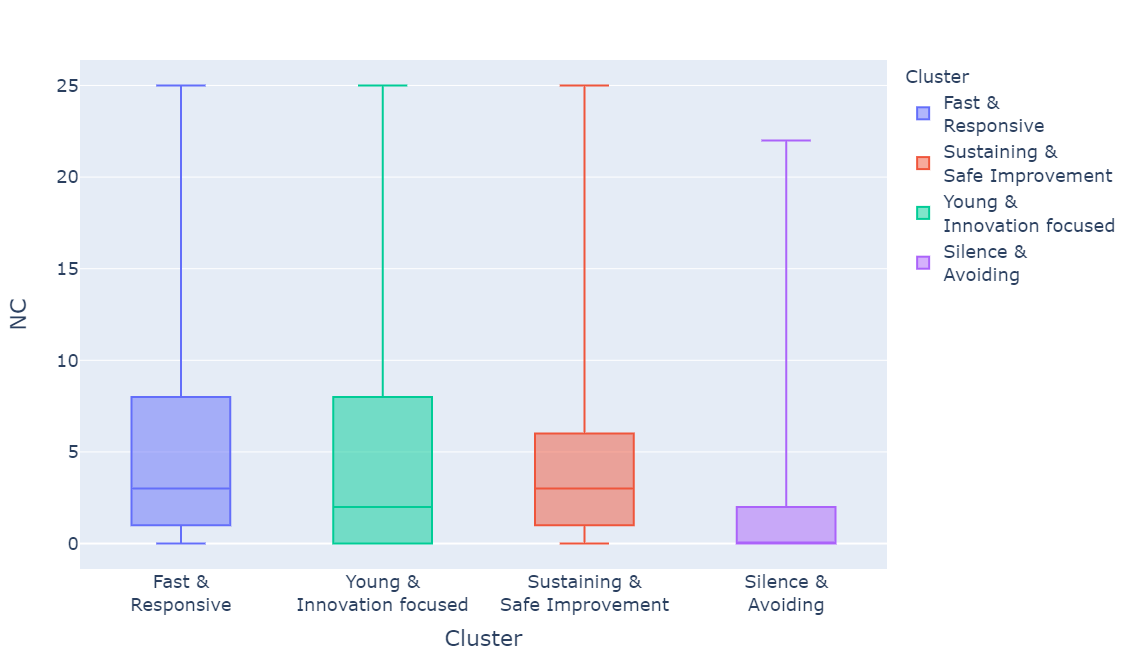 25
20
15
10
5
0
NC
Fast &
Responsive
Young &
Innovation focused
Sustaining &
Safe Improvement
Silence &
Avoiding
Cluster
Cluster
Fast &
Responsive
Sustaining &
Safe Improvement
Young &
Innovation focused
Silence &
Avoiding